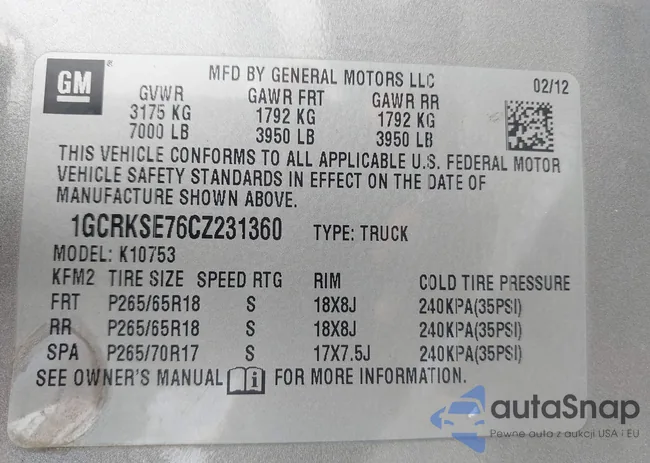 GM
MFD BY GENERAL MOTORS LLC
02/12
GVWR GAWR FRT GAWR RR
3175 KG 1792 KG 1792 KG
7000 LB 3950 LB 3950 LB
THIS VEHICLE CONFORMS TO ALL APPLICABLE U.S. FEDERAL MOTOR
VEHICLE SAFETY STANDARDS IN EFFECT ON THE DATE OF
MANUFACTURE SHOWN ABOVE.
1GCRKSE76CZ231360 TYPE: TRUCK
MODEL: K10753
KFM2 TIRE SIZE SPEED RTG RIM COLD TIRE PRESSURE
FRT P265/65R18 S 18X8J 240KPA(35PSI)
RR P265/65R18 S 18X8J 240KPA(35PSI)
SPA P265/70R17 S 17X7.5J 240KPA(35PSI)
SEE OWNER'S MANUAL i FOR MORE INFORMATION.
autaSnap
Pewne auta z aukcji USA i EU